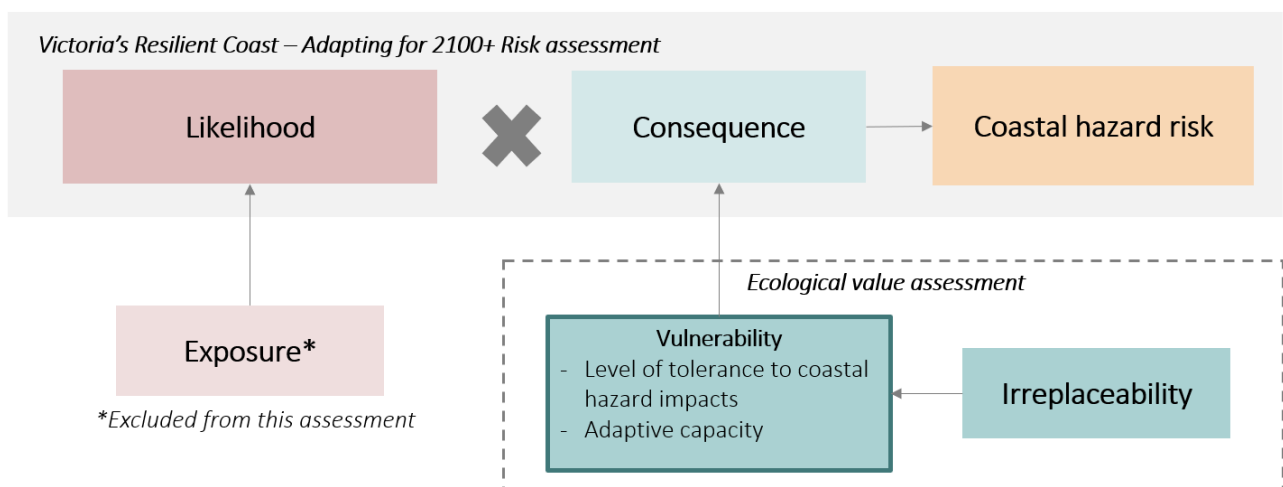 Victoria's Resilient Coast – Adapting for 2100+ Risk assessment
Likelihood
Consequence
Coastal hazard risk
Exposure*
*Excluded from this assessment
Ecological value assessment
Vulnerability
- Level of tolerance to coastal
hazard impacts
- Adaptive capacity
Irreplaceability